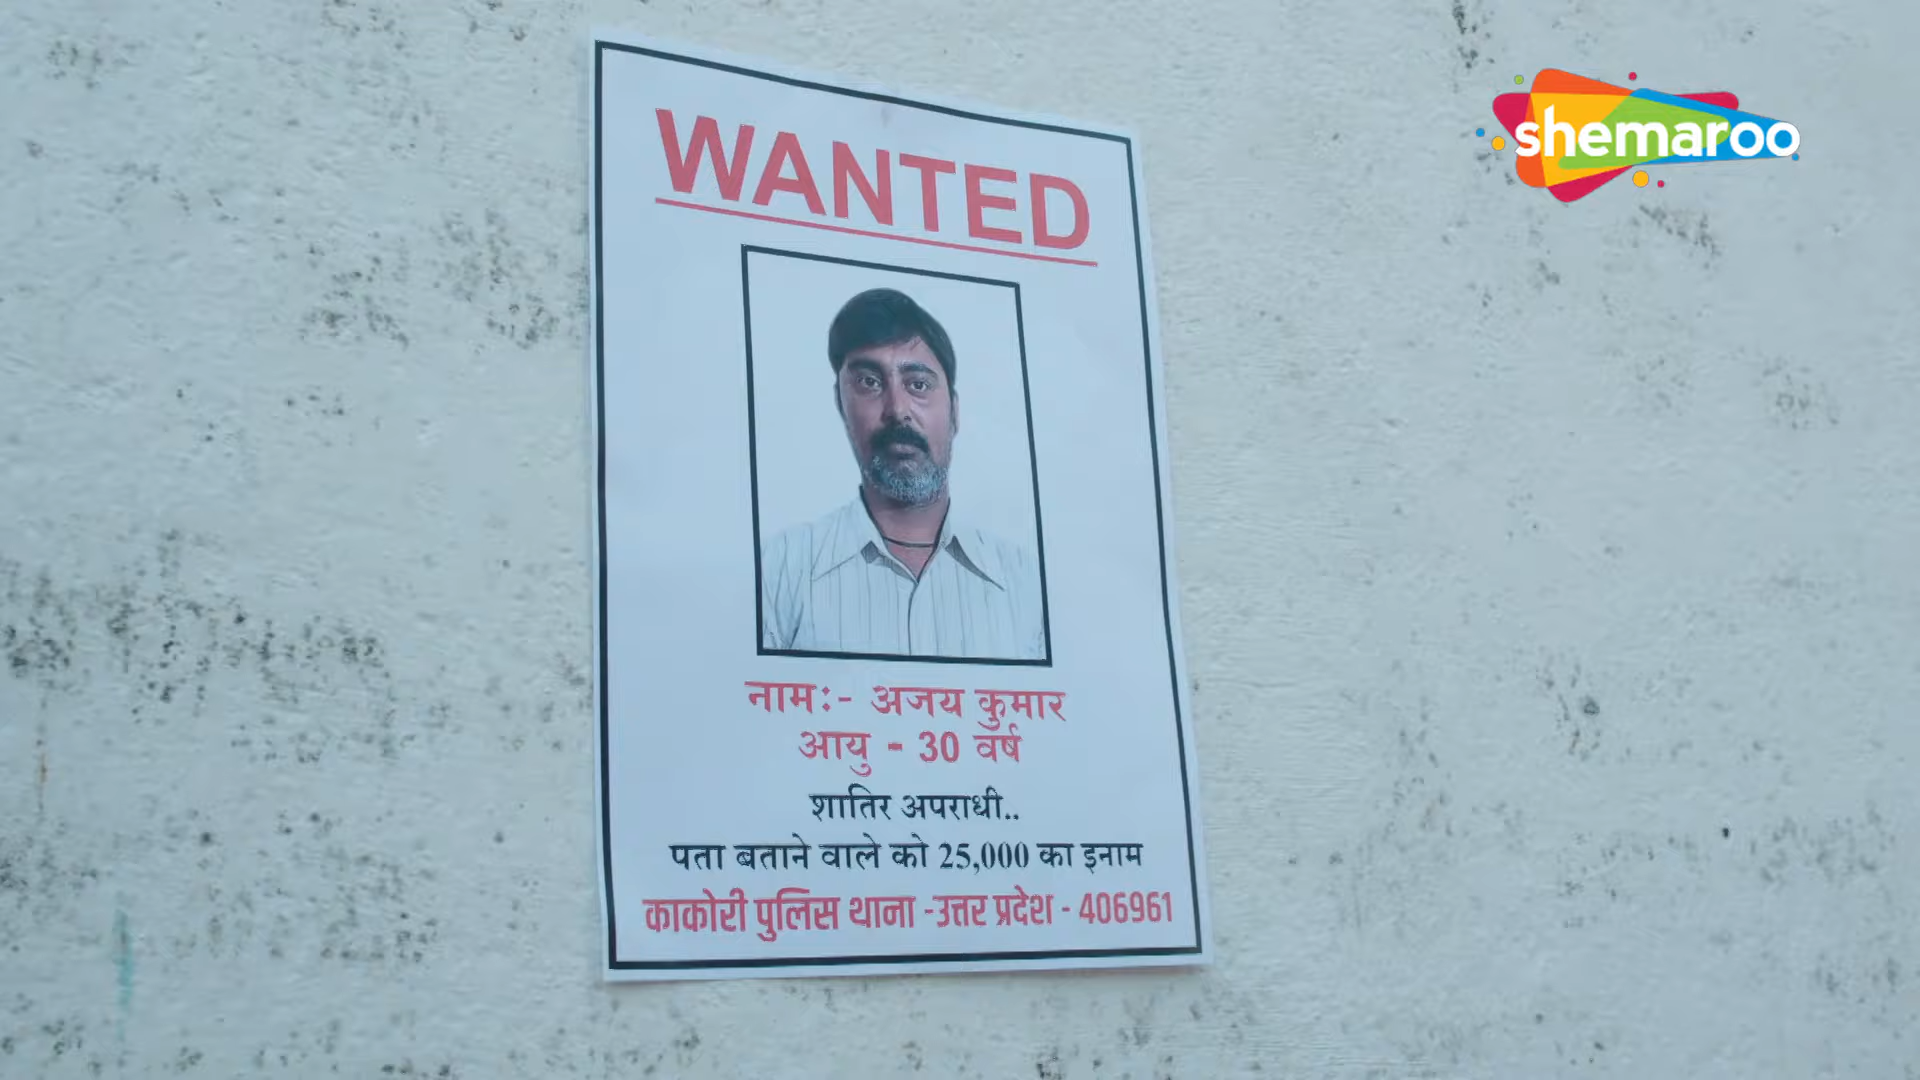 shemaroo
WANTED
नामः- अजय कुमार
आयु - 30 वर्ष
शातिर अपराधी..
पता बताने वाले को 25,000 का इनाम
काकोरी पुलिस थाना -उत्तर प्रदेश - 406961